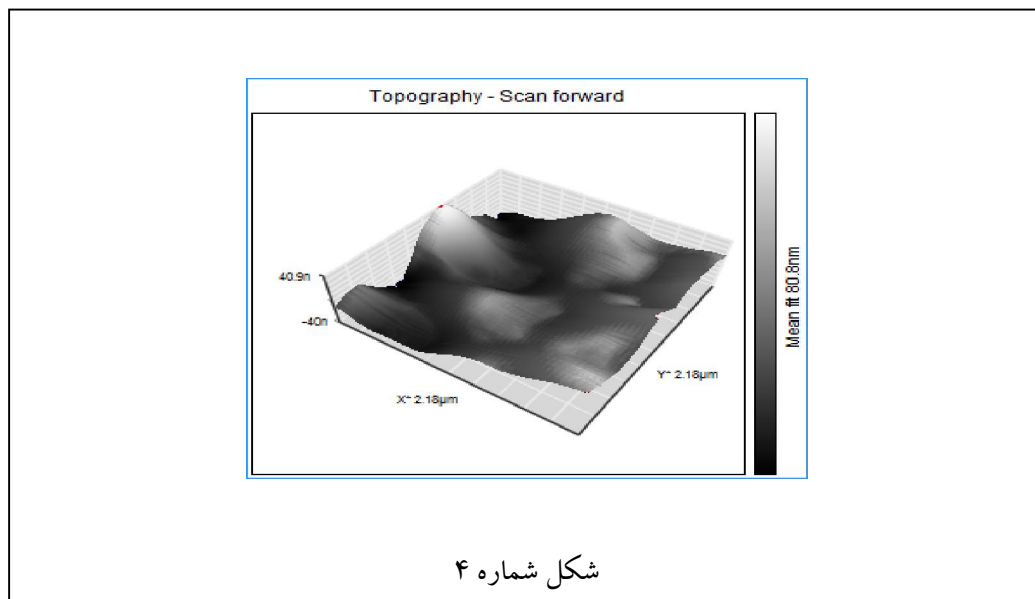 Topography - Scan forward
40.9n
-40n
X* 2.18µm
Y* 2.18µm
Mean fit 80.8nm
شکل شماره ۴